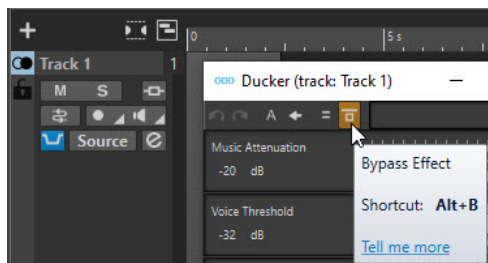 0
5 s
Track 1 1
Ducker (track: Track 1)
M S
A =
Source e
Music Attenuation
-20 dB
Bypass Effect
Shortcut: Alt+B
Voice Threshold
-32 dB
Tell me more